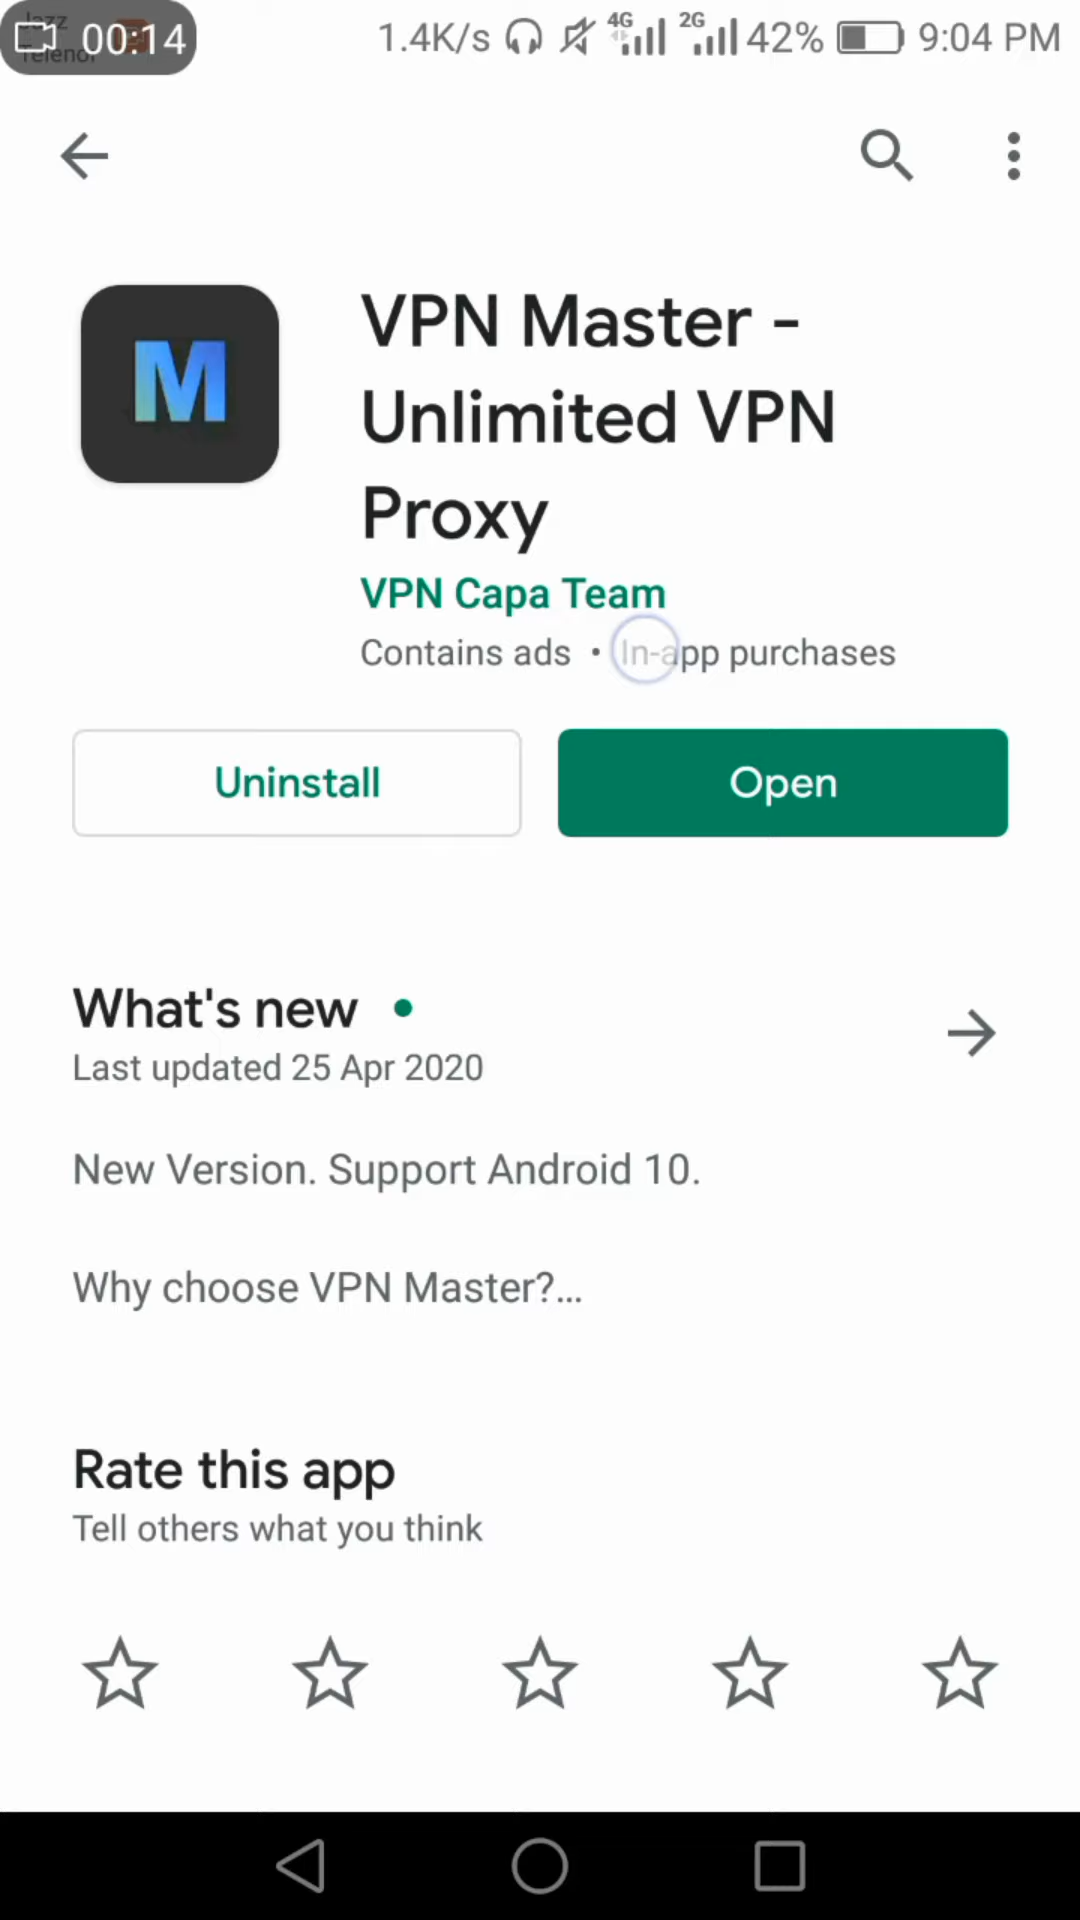 Jazz
Telenor
00:14 1.4K/s 4G 2G 42% 9:04 PM
M
VPN Master -
Unlimited VPN
Proxy
VPN Capa Team
Contains ads • In-app purchases
Uninstall Open
What's new
Last updated 25 Apr 2020
New Version. Support Android 10.
Why choose VPN Master?...
Rate this app
Tell others what you think